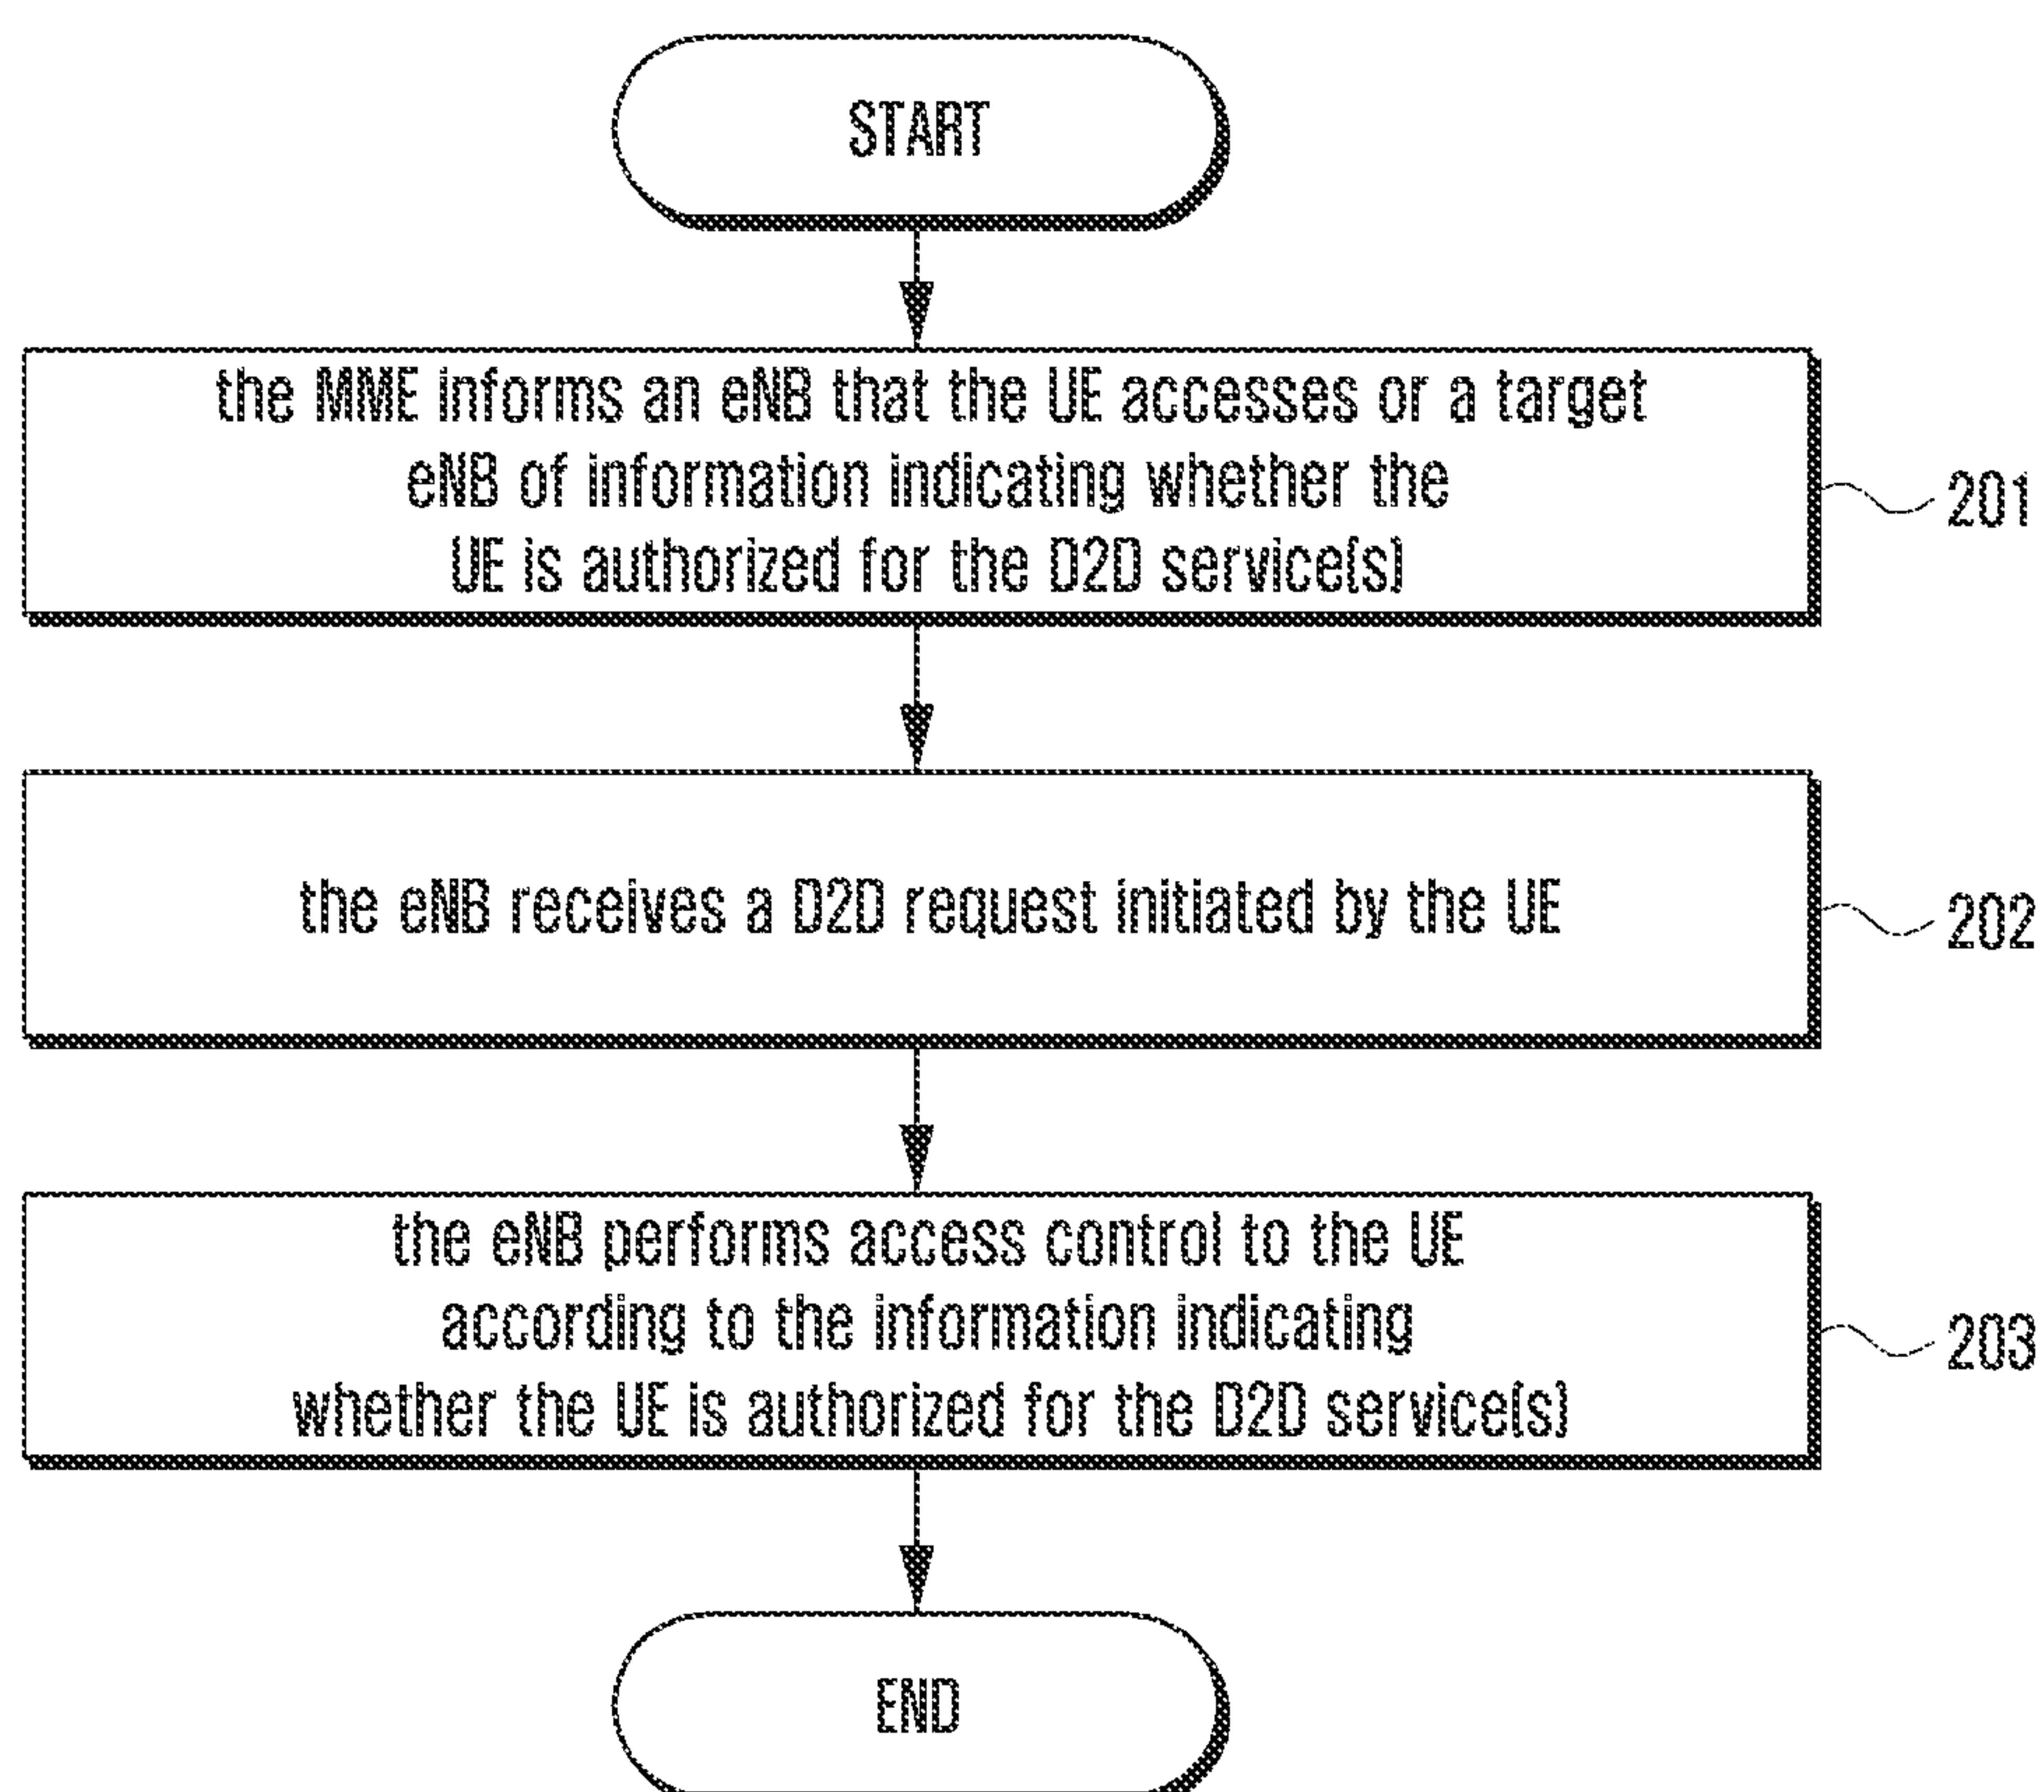 START
the MME informs an eNB that the UE accesses or a target
eNB of information indicating whether the
UE is authorized for the D2D service(s)
201
the eNB receives a D2D request initiated by the UE
202
the eNB performs access control to the UE
according to the information indicating
whether the UE is authorized for the D2D service(s)
203
END